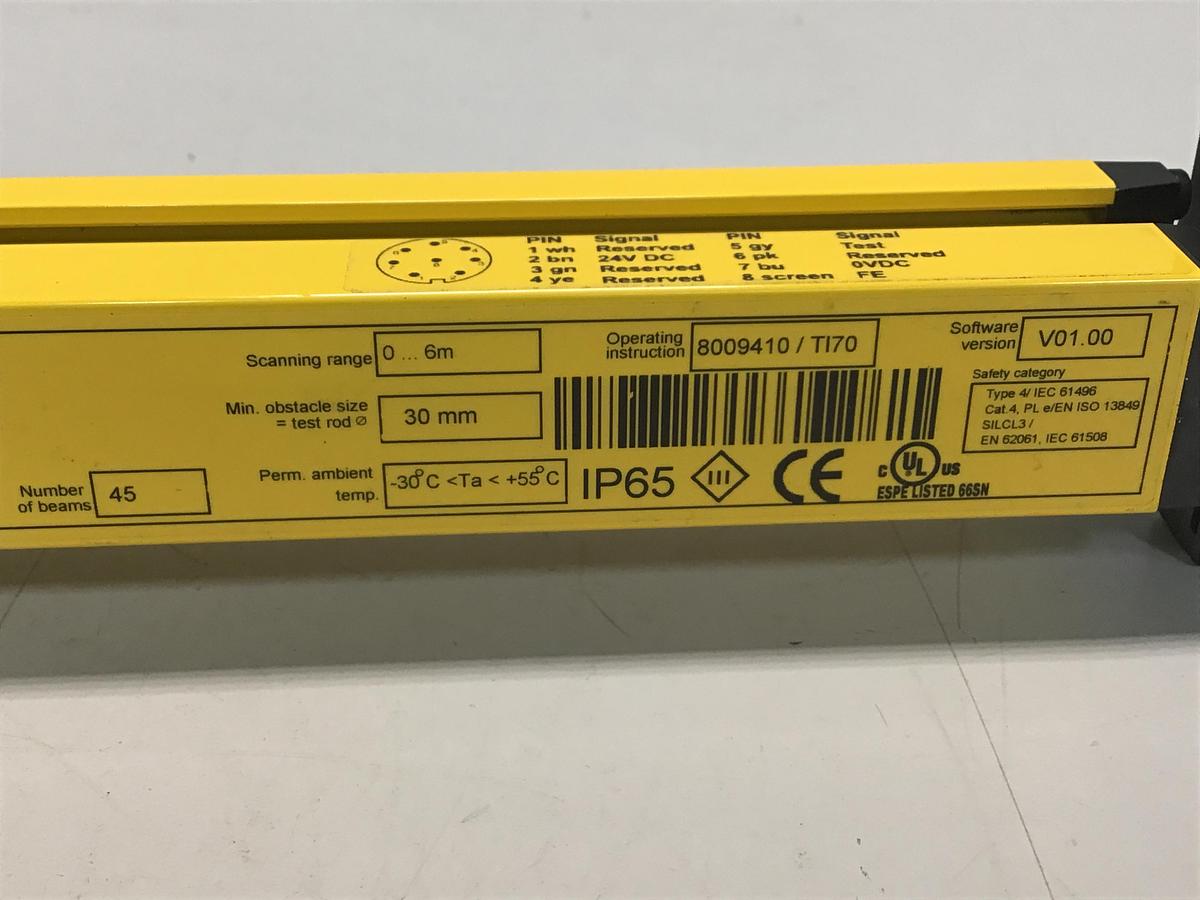 PIN Signal PIN Signal
1 wh Reserved 5 gy Test
2 bn 24V DC 6 pk Reserved
3 gn Reserved 7 bu 0VDC
4 ye Reserved 8 screen FE
Scanning range 0 ... 6m
Operating
instruction 8009410 / TI70
Software
version V01.00
Min. obstacle size
= test rod ⌀ 30 mm
Safety category
Type 4/ IEC 61496
Cat.4, PL e/EN ISO 13849
SILCL3 /
EN 62061, IEC 61508
Number
of beams 45
Perm. ambient
temp. -30°C <Ta < +55°C
IP65 III CE
C UL US
ESPE LISTED 66SN